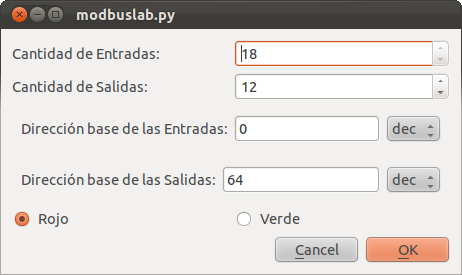 modbuslab.py
Cantidad de Entradas: 18
Cantidad de Salidas: 12
Dirección base de las Entradas: 0 dec
Dirección base de las Salidas: 64 dec
Rojo Verde
Cancel OK